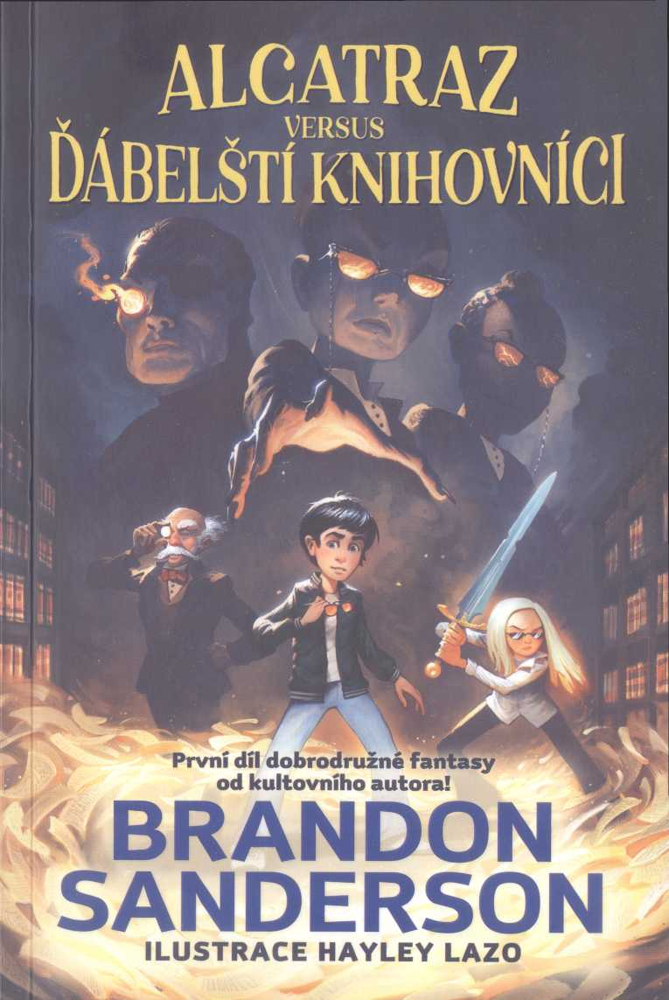 ALCATRAZ
VERSUS
ĎÁBELŠTÍ KNIHOVNÍCI
První díl dobrodružné fantasy
od kultovního autora!
BRANDON
SANDERSON
ILUSTRACE HAYLEY LAZO